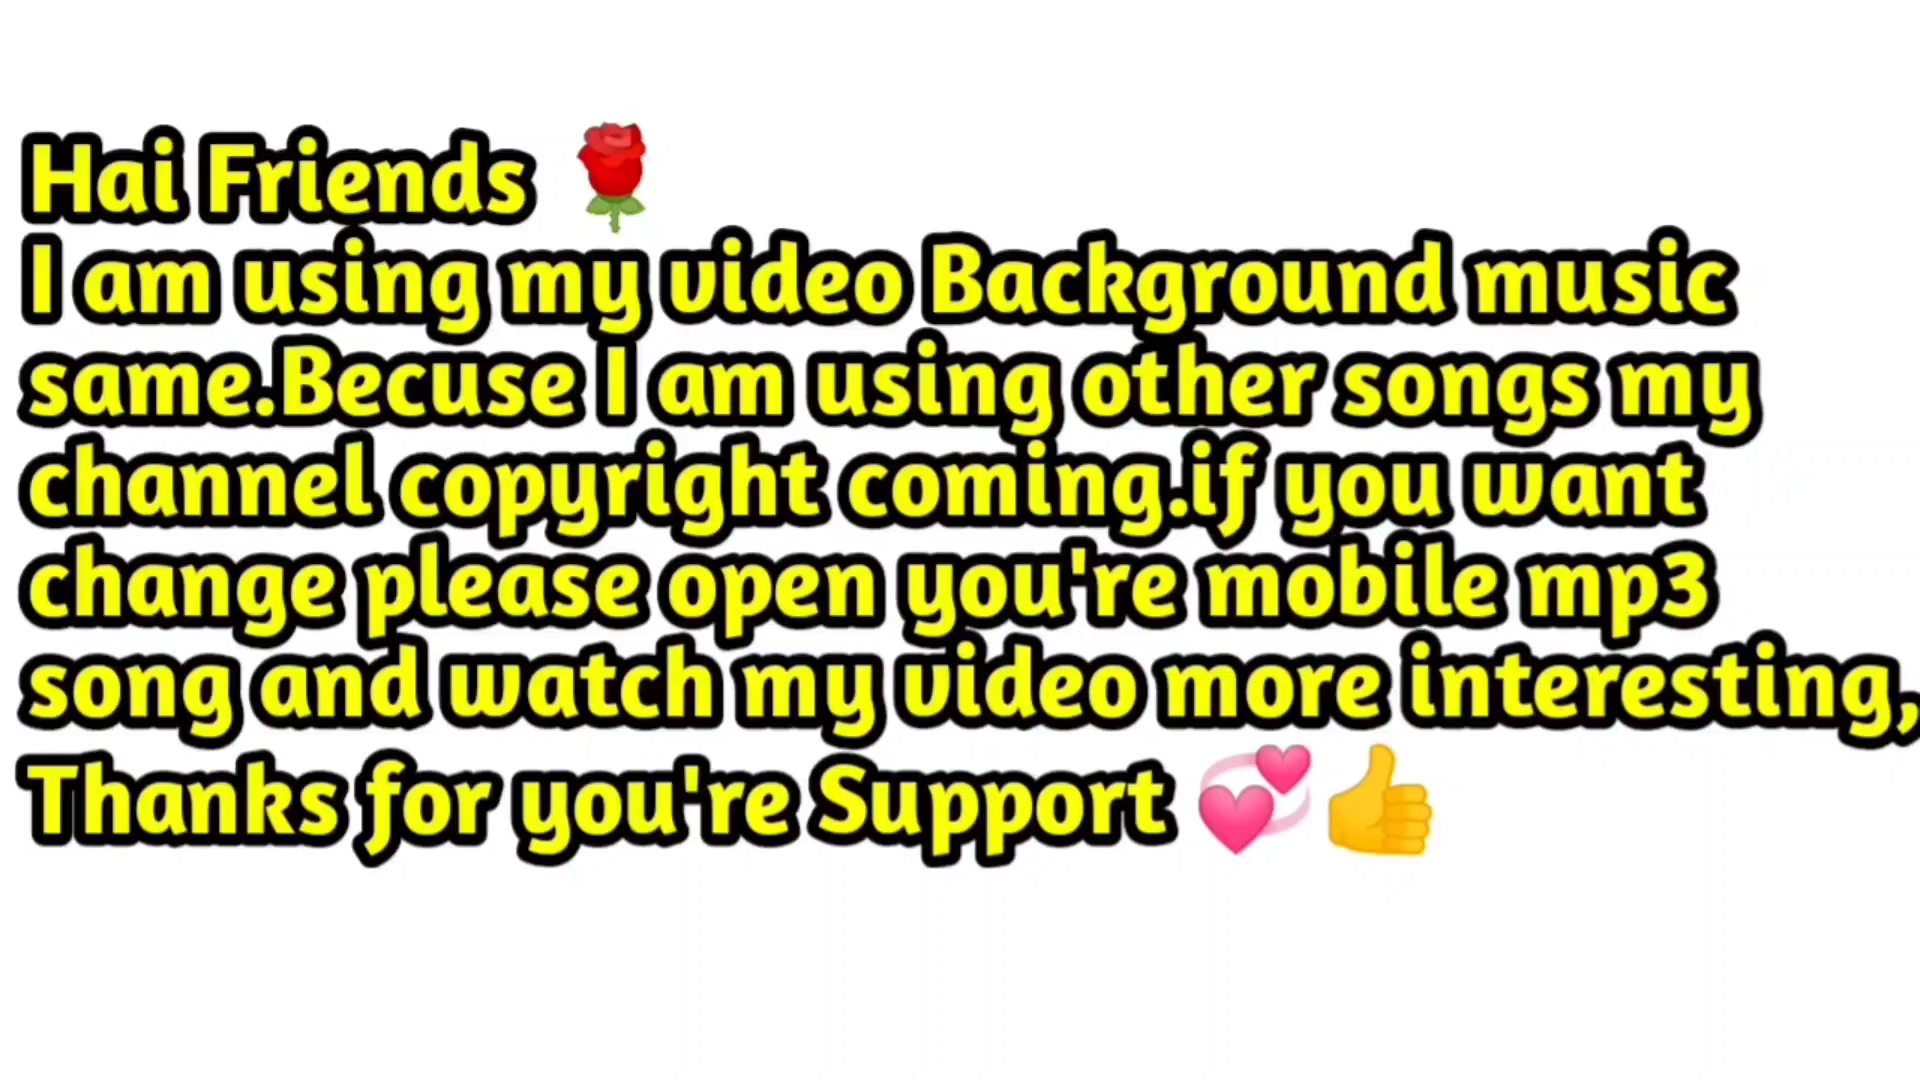 Hai Friends 🌹
I am using my video Background music
same.Becuse I am using other songs my
channel copyright coming.if you want
change please open you're mobile mp3
song and watch my video more interesting,
Thanks for you're Support 💞👍